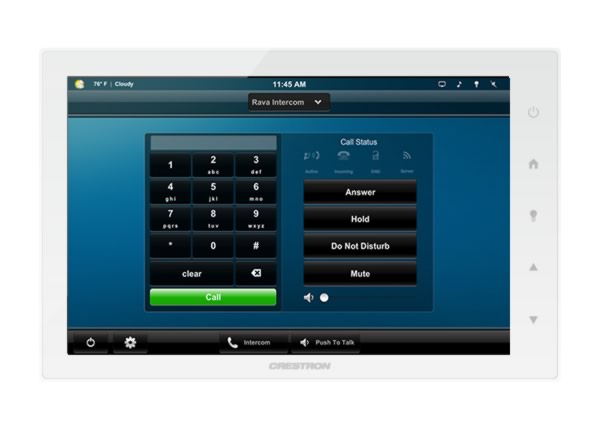 76° F | Cloudy
11:45 AM
Rava Intercom
Call Status
Active Incoming DND Server
1
2 abc
3 def
4 ghi
5 jkl
6 mno
7 pqrs
8 tuv
9 wxyz
* 0 #
clear
Call
Answer
Hold
Do Not Disturb
Mute
Intercom
Push To Talk
CRESTRON